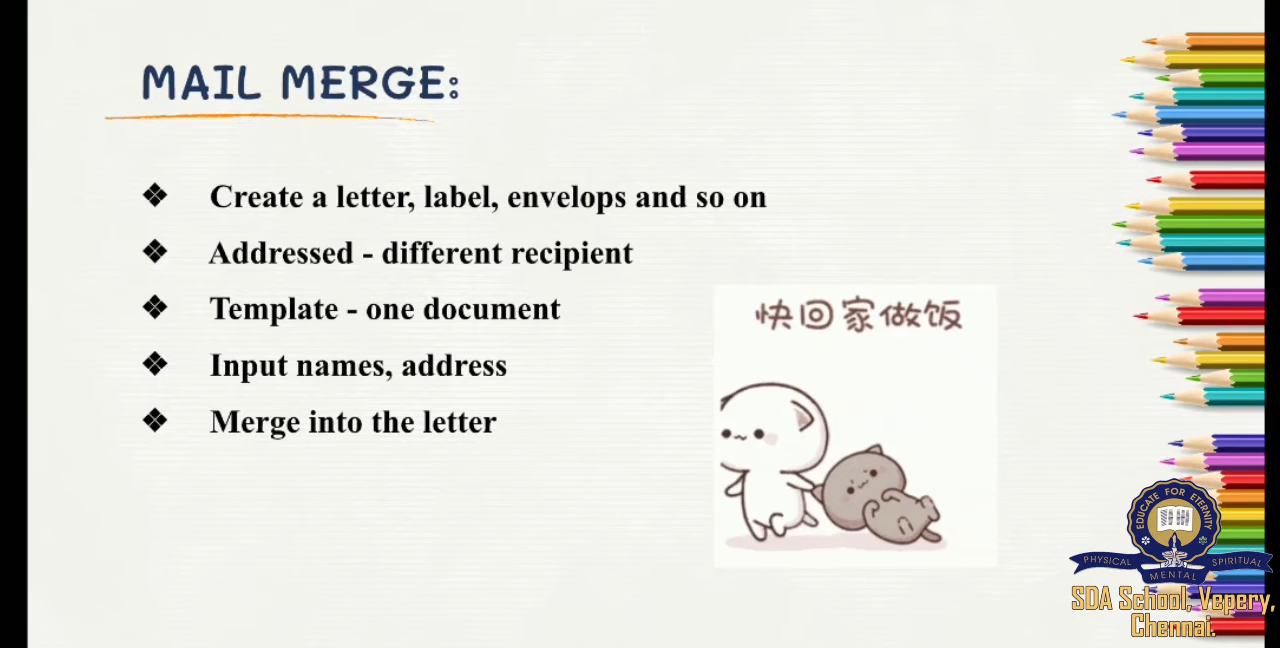 MAIL MERGE:
❖ Create a letter, label, envelops and so on
❖ Addressed - different recipient
❖ Template - one document
❖ Input names, address
❖ Merge into the letter
快回家做饭
EDUCATE FOR ETERNITY
PHYSICAL MENTAL SPIRITUAL
SDA School, Vepery,
Chennai.